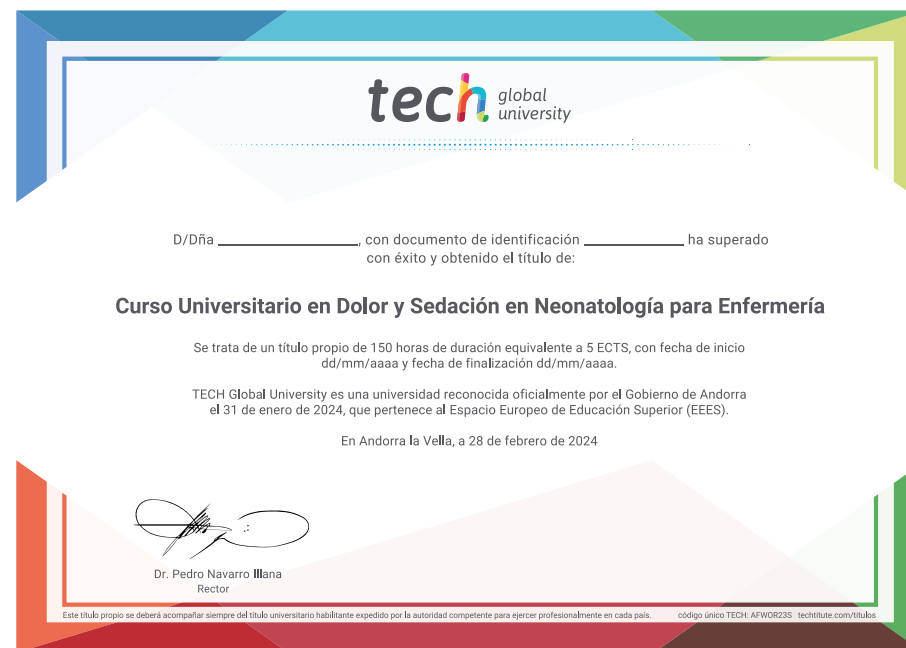 tech global university
D/Dña ____________, con documento de identificación ____________ ha superado
con éxito y obtenido el título de:
Curso Universitario en Dolor y Sedación en Neonatología para Enfermería
Se trata de un título propio de 150 horas de duración equivalente a 5 ECTS, con fecha de inicio
dd/mm/aaaa y fecha de finalización dd/mm/aaaa.
TECH Global University es una universidad reconocida oficialmente por el Gobierno de Andorra
el 31 de enero de 2024, que pertenece al Espacio Europeo de Educación Superior (EEES).
En Andorra la Vella, a 28 de febrero de 2024
Dr. Pedro Navarro Illana
Rector
Este título propio se deberá acompañar siempre del título universitario habilitante expedido por la autoridad competente para ejercer profesionalmente en cada país. código único TECH: AFWOR23S techtitute.com/titulos